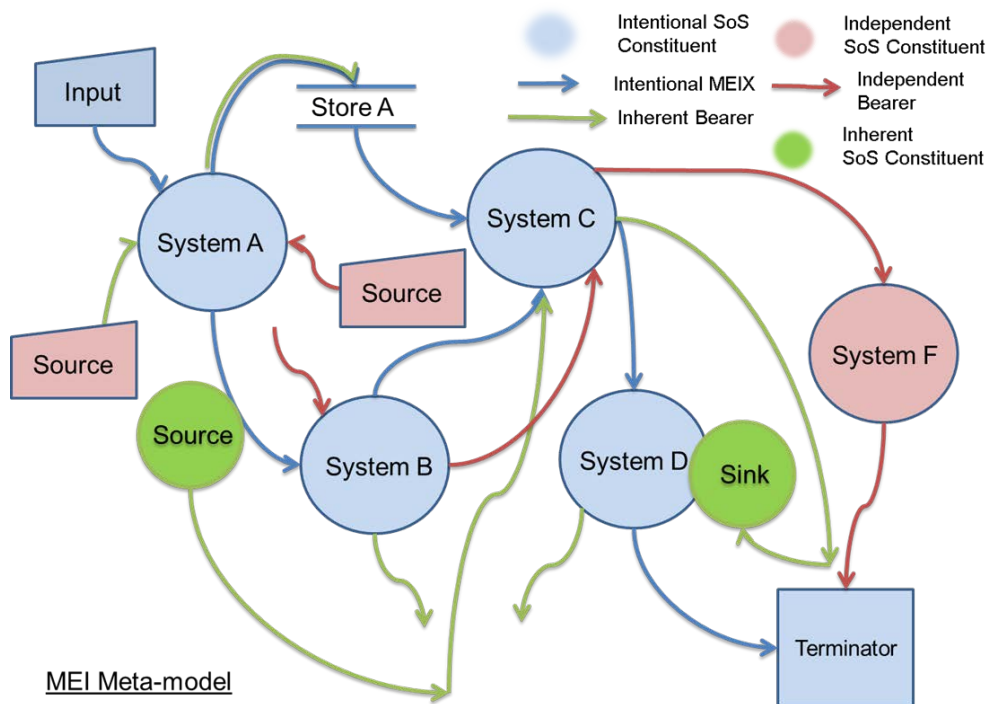 Intentional SoS
Constituent
Independent
SoS Constituent
Intentional MEIX
Independent
Bearer
Inherent Bearer
Inherent
SoS Constituent
Input
Store A
System A
System C
Source
Source
System F
Source
System B
System D
Sink
Terminator
MEI Meta-model